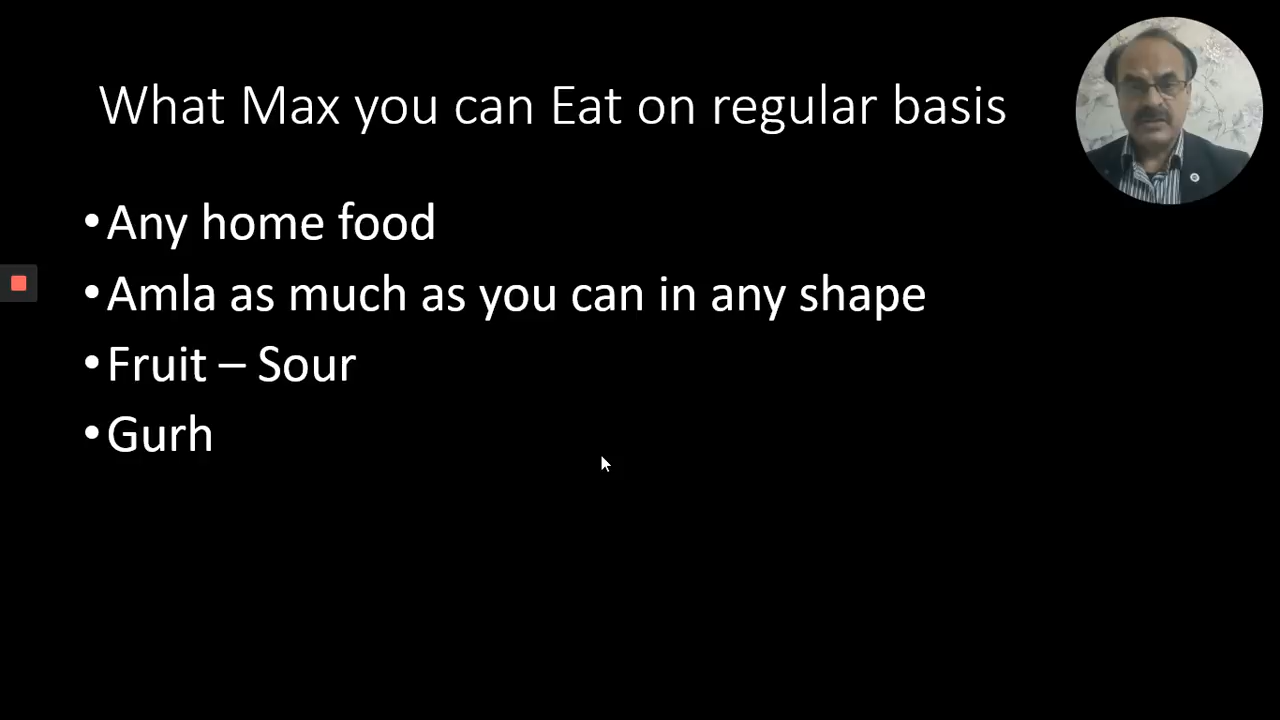 What Max you can Eat on regular basis
•Any home food
•Amla as much as you can in any shape
•Fruit – Sour
•Gurh